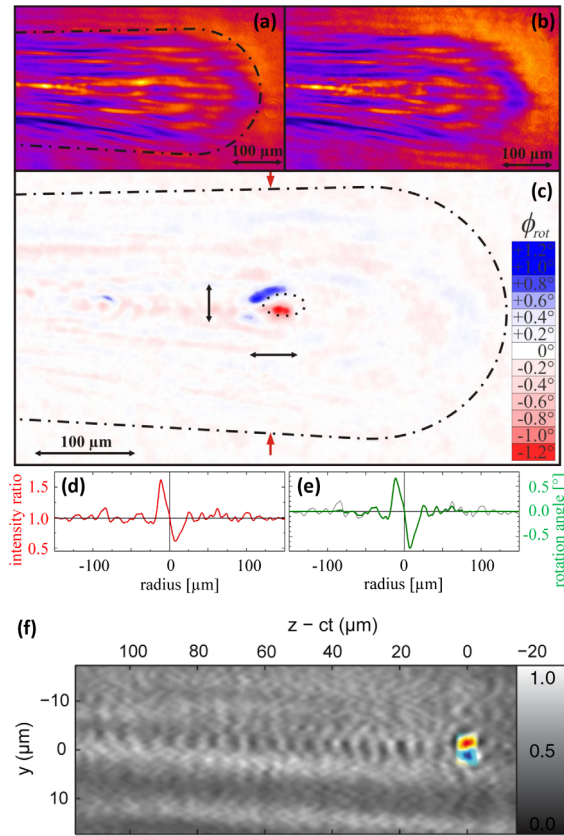 (a)
(b)
100 µm
100 µm
(c)
ϕrot
+1.2°
+1.0°
+0.8°
+0.6°
+0.4°
+0.2°
0°
-0.2°
-0.4°
-0.6°
-0.8°
-1.0°
-1.2°
100 µm
(d)
(e)
intensity ratio
1.5
1.0
0.5
0.5
0.0
-0.5
rotation angle [°]
-100
0
100
-100
0
100
radius [µm]
radius [µm]
(f)
z − ct (µm)
100
80
60
40
20
0
−20
y (µm)
−10
0
10
1.0
0.5
0.0